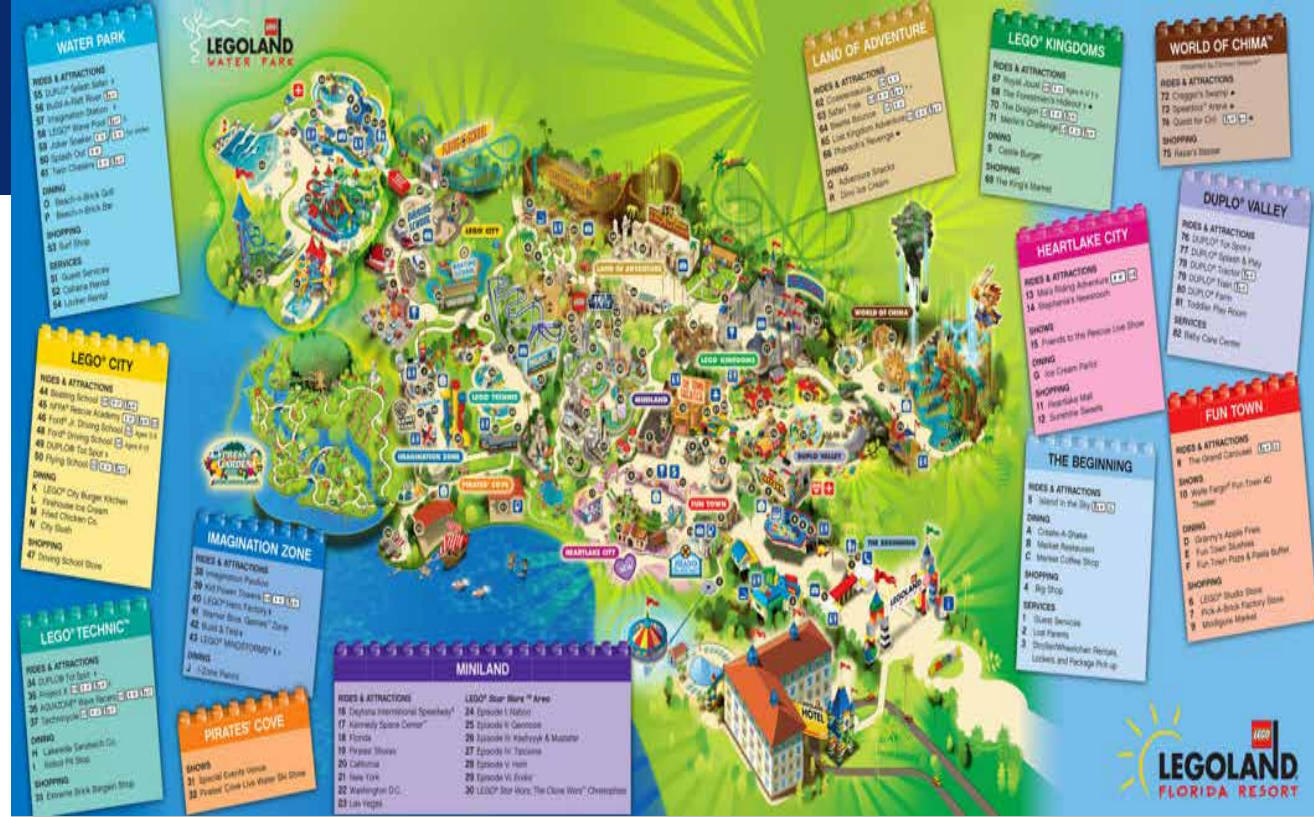 LEGO
LEGOLAND
WATER PARK
WATER PARK
RIDES & ATTRACTIONS
55 DUPLO® Splash Safari
56 Build-A-Raft River
57 Imagination Station
58 LEGO® Wave Pool
59 Joker Soaker
60 Splash Out
61 Twin Chasers
DINING
O Beach-n-Brick Grill
P Beach-n-Brick Bar
SHOPPING
53 Surf Shop
SERVICES
51 Guest Services
52 Cabana Rental
54 Locker Rental
LEGO® CITY
RIDES & ATTRACTIONS
44 Boating School
45 NFPA® Rescue Academy
46 Ford® Jr. Driving School
48 Ford® Driving School
49 DUPLO® Tot Spot
50 Flying School
DINING
K LEGO® City Burger Kitchen
L Firehouse Ice Cream
M Fried Chicken Co.
N City Slush
SHOPPING
47 Driving School Store
LEGO® TECHNIC™
RIDES & ATTRACTIONS
34 DUPLO® Tot Spot
35 Project X
36 AQUAZONE® Wave Racers
37 Technicycle
DINING
H Lakeside Sandwich Co.
I Robot Pit Stop
SHOPPING
33 Extreme Brick Bargain Shop
IMAGINATION ZONE
RIDES & ATTRACTIONS
38 Imagination Pavilion
39 Kid Power Towers
40 LEGO® Hero Factory
41 Warner Bros. Games™ Zone
42 Build & Test
43 LEGO® MINDSTORMS®
DINING
J I-Zone Panini
PIRATES' COVE
SHOWS
31 Special Events Venue
32 Pirates' Cove Live Water Ski Show
MINILAND
RIDES & ATTRACTIONS
16 Daytona International Speedway®
17 Kennedy Space Center™
18 Florida
19 Pirates Shores
20 California
21 New York
22 Washington D.C.
23 Las Vegas
LEGO® Star Wars™ Area
24 Episode I: Naboo
25 Episode II: Geonosis
26 Episode III: Kashyyyk & Mustafar
27 Episode IV: Tatooine
28 Episode V: Hoth
29 Episode VI: Endor
30 LEGO® Star Wars: The Clone Wars™ Christophsis
LAND OF ADVENTURE
RIDES & ATTRACTIONS
62 Coastersaurus
63 Safari Trek
64 Beetle Bounce
65 Lost Kingdom Adventure
66 Pharaoh's Revenge
DINING
Q Adventure Snacks
R Dino Ice Cream
LEGO® KINGDOMS
RIDES & ATTRACTIONS
67 Royal Joust
68 The Forestmen's Hideout
70 The Dragon
71 Merlin's Challenge
DINING
S Castle Burger
SHOPPING
69 The King's Market
WORLD OF CHIMA™
RIDES & ATTRACTIONS
72 Cragger's Swamp
73 Speedorz™ Arena
74 Quest for CHI
SHOPPING
75 Razar's Bazaar
HEARTLAKE CITY
RIDES & ATTRACTIONS
13 Mia's Riding Adventure
14 Stephanie's Newsroom
SHOWS
15 Friends to the Rescue Live Show
DINING
G Ice Cream Parlor
SHOPPING
11 Heartlake Mall
12 Sunshine Sweets
DUPLO® VALLEY
RIDES & ATTRACTIONS
76 DUPLO® Tot Spot
77 DUPLO® Splash & Play
78 DUPLO® Tractor
79 DUPLO® Train
80 DUPLO® Farm
81 Toddler Play Room
SERVICES
82 Baby Care Center
THE BEGINNING
RIDES & ATTRACTIONS
5 Island in the Sky
DINING
A Create-A-Shake
B Market Restaurant
C Market Coffee Shop
SHOPPING
4 Big Shop
SERVICES
1 Guest Services
2 Lost Parents
3 Stroller/Wheelchair Rentals,
Lockers and Package Pick-up
FUN TOWN
RIDES & ATTRACTIONS
8 The Grand Carousel
SHOWS
10 Wells Fargo® Fun Town 4D
Theater
DINING
D Granny's Apple Fries
E Fun Town Slushies
F Fun Town Pizza & Pasta Buffet
SHOPPING
6 LEGO® Studio Store
7 Pick-A-Brick Factory Store
9 Minifigure Market
FLYING SCHOOL
LEGO CITY
LAND OF ADVENTURE
WORLD OF CHIMA
LEGO KINGDOMS
LEGO TECHNIC
MINILAND
IMAGINATION ZONE
PIRATES' COVE
DUPLO VALLEY
FUN TOWN
HEARTLAKE CITY
THE BEGINNING
LEGOLAND
HOTEL
LEGO
LEGOLAND
FLORIDA RESORT